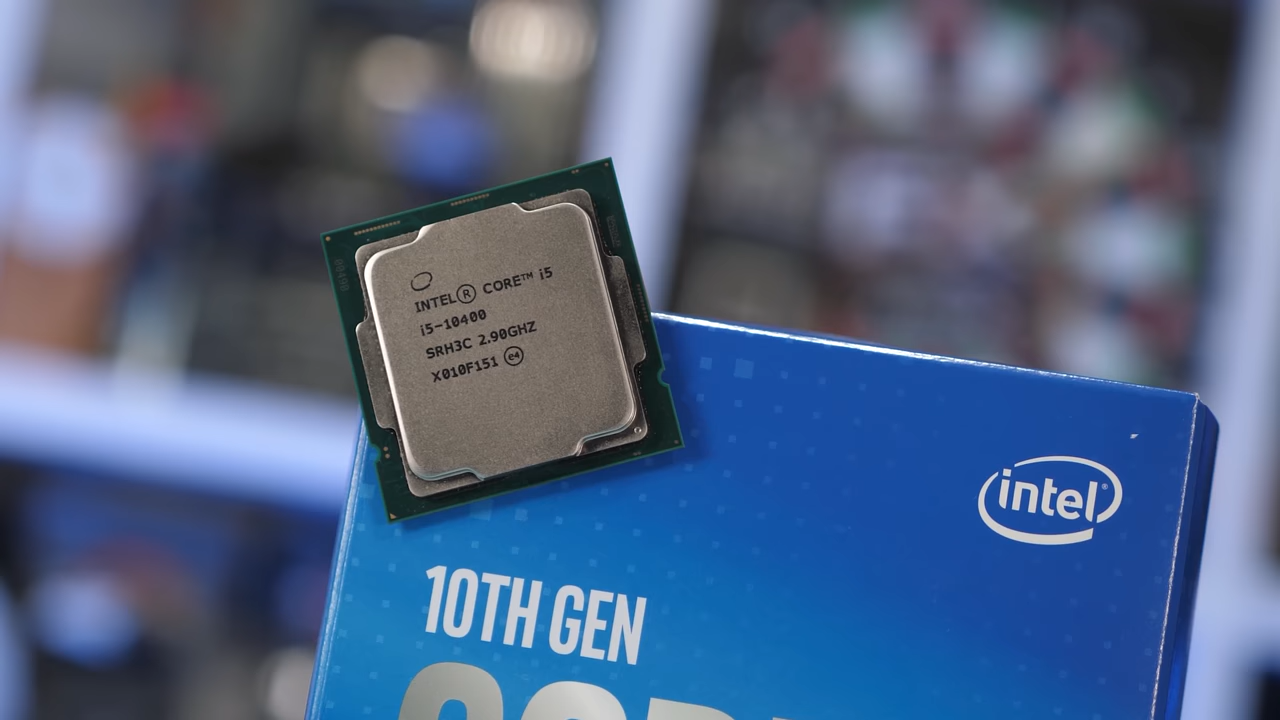 INTEL® CORE™ i5
i5-10400
SRH3C 2.90GHZ
X010F151 e4
intel®
10TH GEN